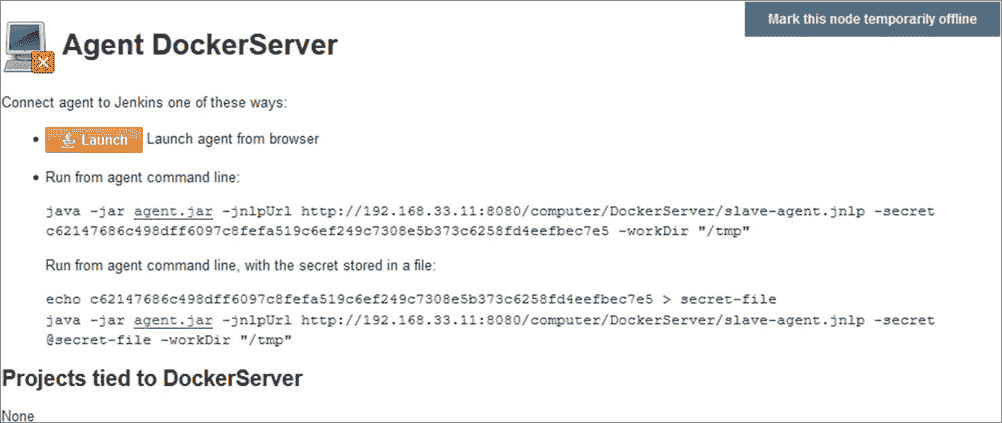 Mark this node temporarily offline
Agent DockerServer
Connect agent to Jenkins one of these ways:
Launch Launch agent from browser
Run from agent command line:
java -jar agent.jar -jnlpUrl http://192.168.33.11:8080/computer/DockerServer/slave-agent.jnlp -secret
c62147686c498dff6097c8fefa519c6ef249c7308e5b373c6258fd4eefbec7e5 -workDir "/tmp"
Run from agent command line, with the secret stored in a file:
echo c62147686c498dff6097c8fefa519c6ef249c7308e5b373c6258fd4eefbec7e5 > secret-file
java -jar agent.jar -jnlpUrl http://192.168.33.11:8080/computer/DockerServer/slave-agent.jnlp -secret
@secret-file -workDir "/tmp"
Projects tied to DockerServer
None